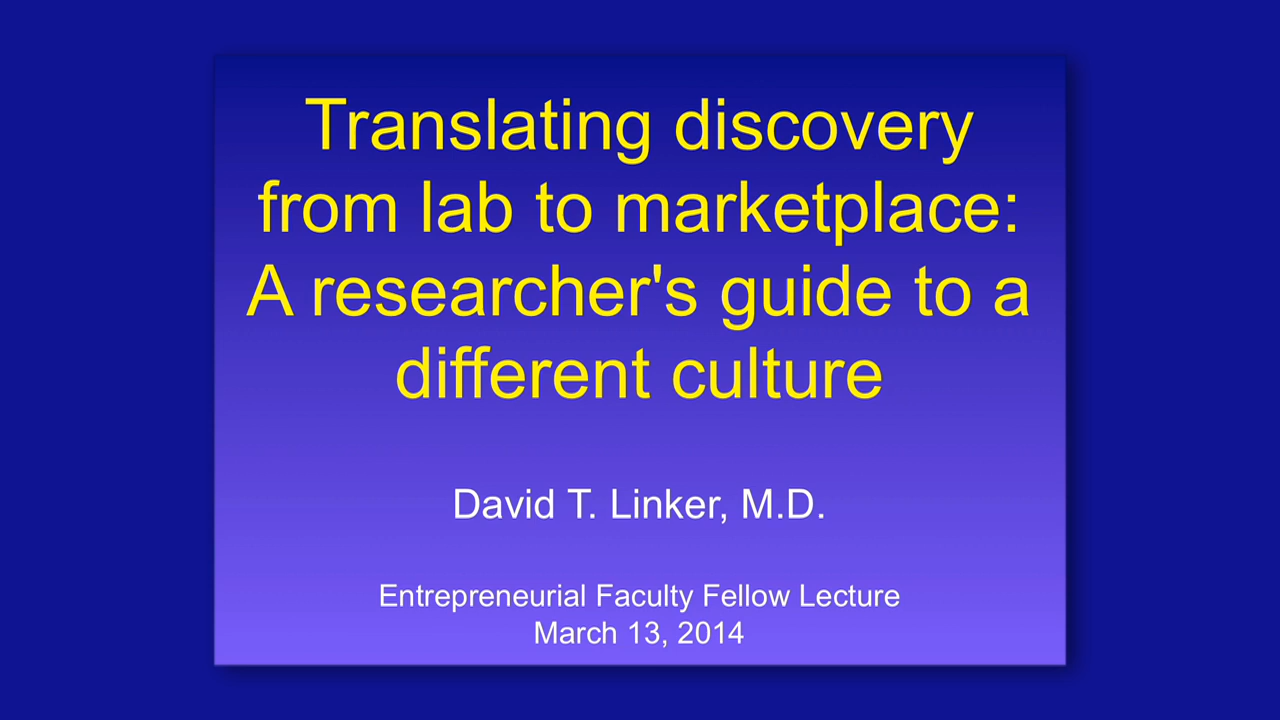 Translating discovery
from lab to marketplace:
A researcher's guide to a
different culture
David T. Linker, M.D.
Entrepreneurial Faculty Fellow Lecture
March 13, 2014